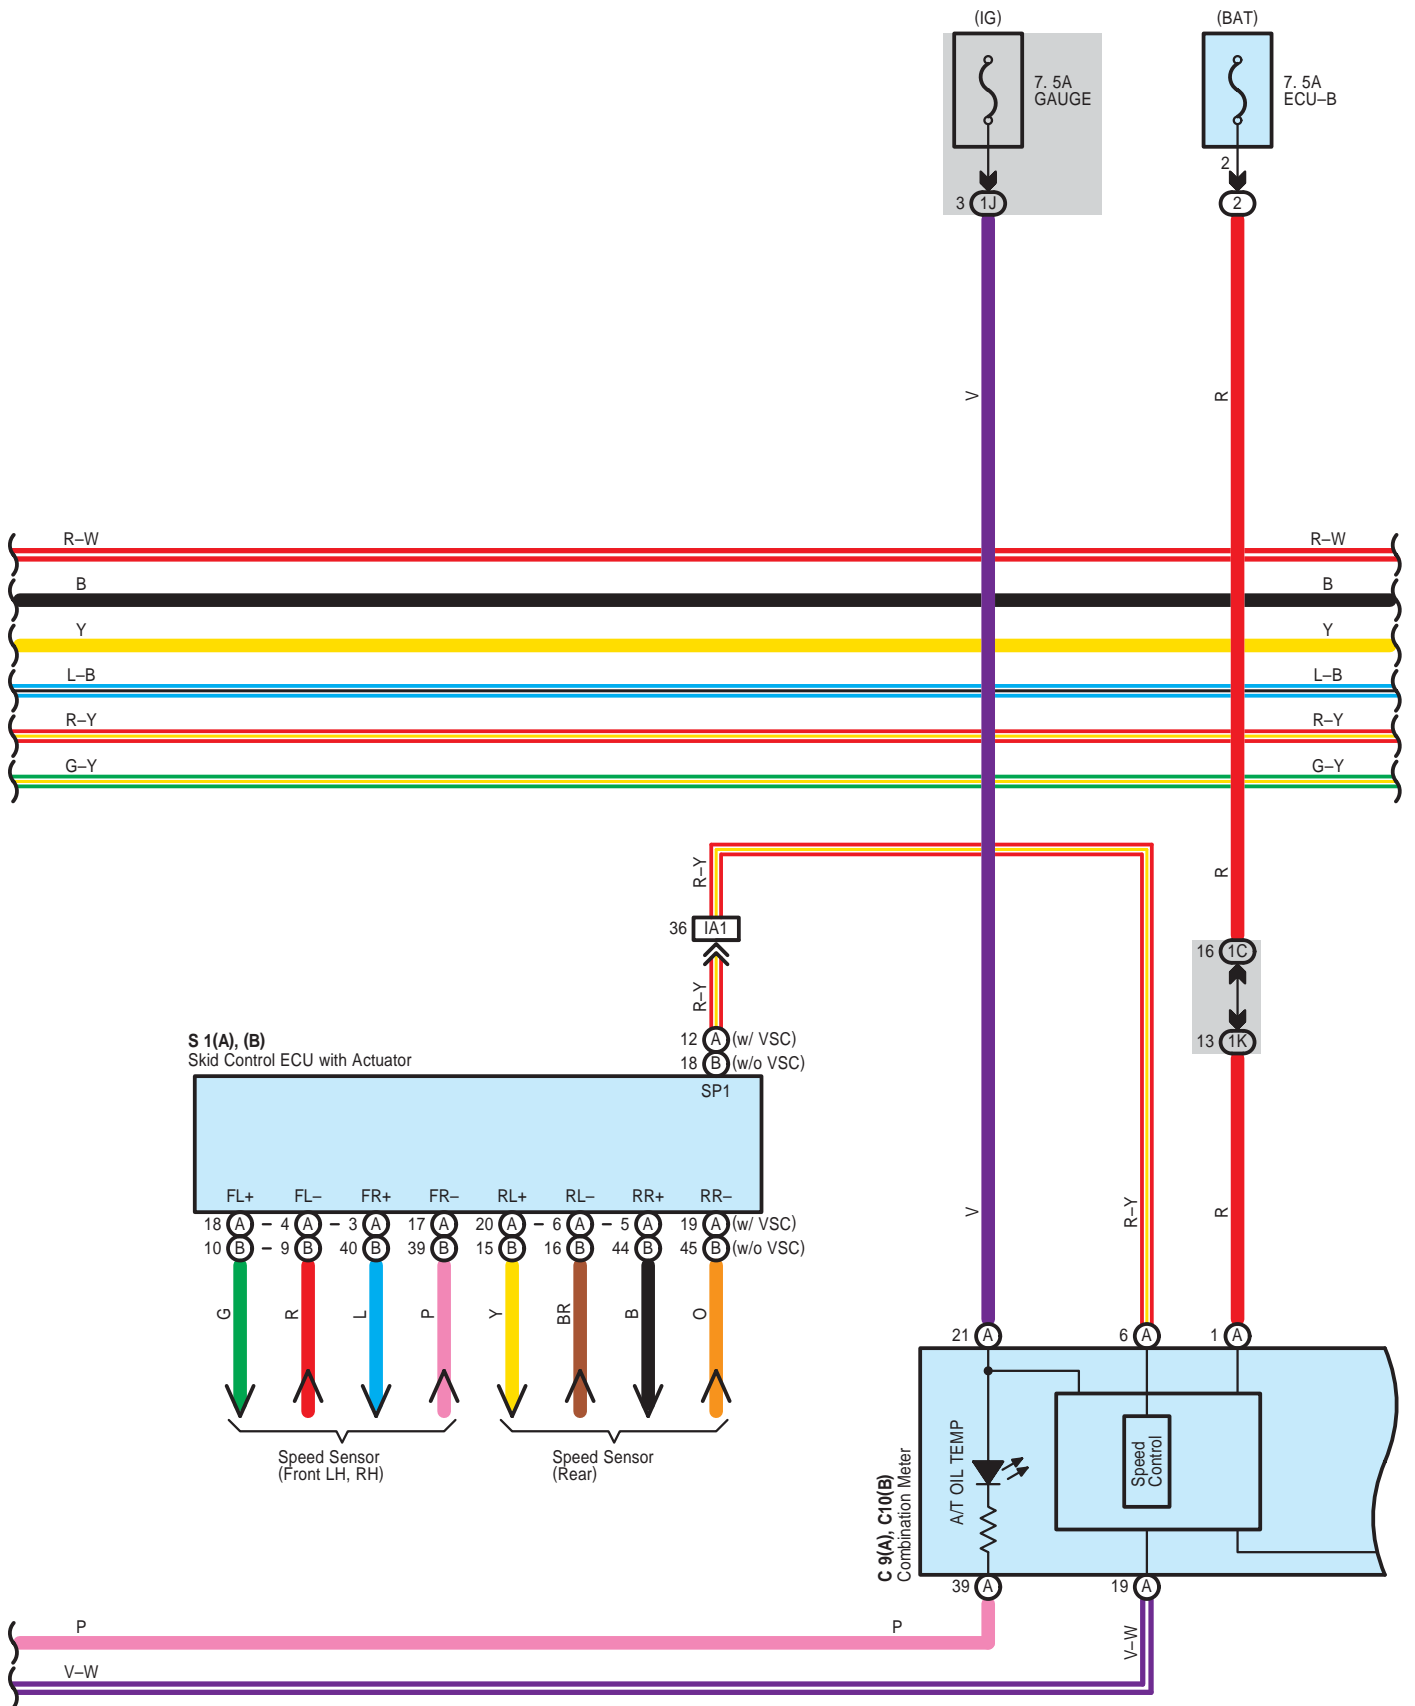 (IG) (BAT)
7. 5A
GAUGE
7. 5A
ECU–B
2
3 1J 2
V R
R–W R–W
B B
Y Y
L–B L–B
R–Y R–Y
G–Y G–Y
R–Y R
36 IA1
16 1C
R–Y
S 1(A), (B)
Skid Control ECU with Actuator
12 A (w/ VSC)
18 B (w/o VSC)
13 1K
SP1
FL+ FL– FR+ FR– RL+ RL– RR+ RR–
18 A – 4 A – 3 A 17 A 20 A – 6 A – 5 A 19 A (w/ VSC)
10 B – 9 B 40 B 39 B 15 B 16 B 44 B 45 B (w/o VSC)
V R–Y R
G R L P Y BR B O
21 A 6 A 1 A
Speed Sensor
(Front LH, RH)
Speed Sensor
(Rear)
A/T OIL TEMP
Speed
Control
C 9(A), C10(B)
Combination Meter
39 A 19 A
P P
V–W V–W